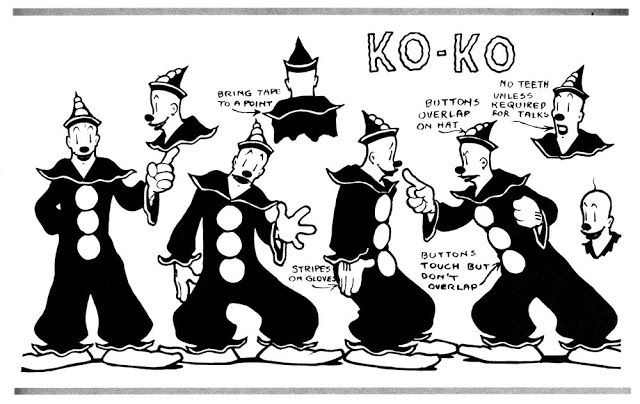 KO-KO
BRING TAPE
TO A POINT
BUTTONS
OVERLAP
ON HAT
NO TEETH
UNLESS
REQUIRED
FOR TALKS
STRIPES
ON GLOVES
BUTTONS
TOUCH BUT
DON'T
OVERLAP